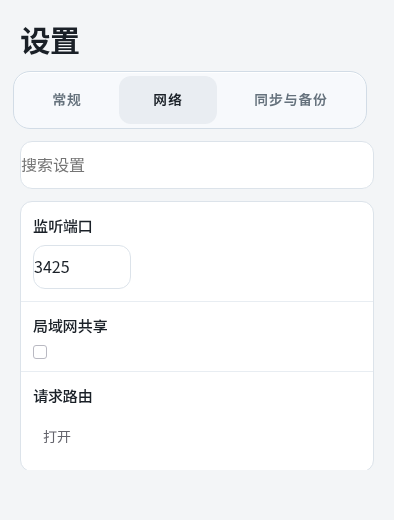 设置
常规 网络 同步与备份
搜索设置
监听端口
3425
局域网共享
请求路由
打开